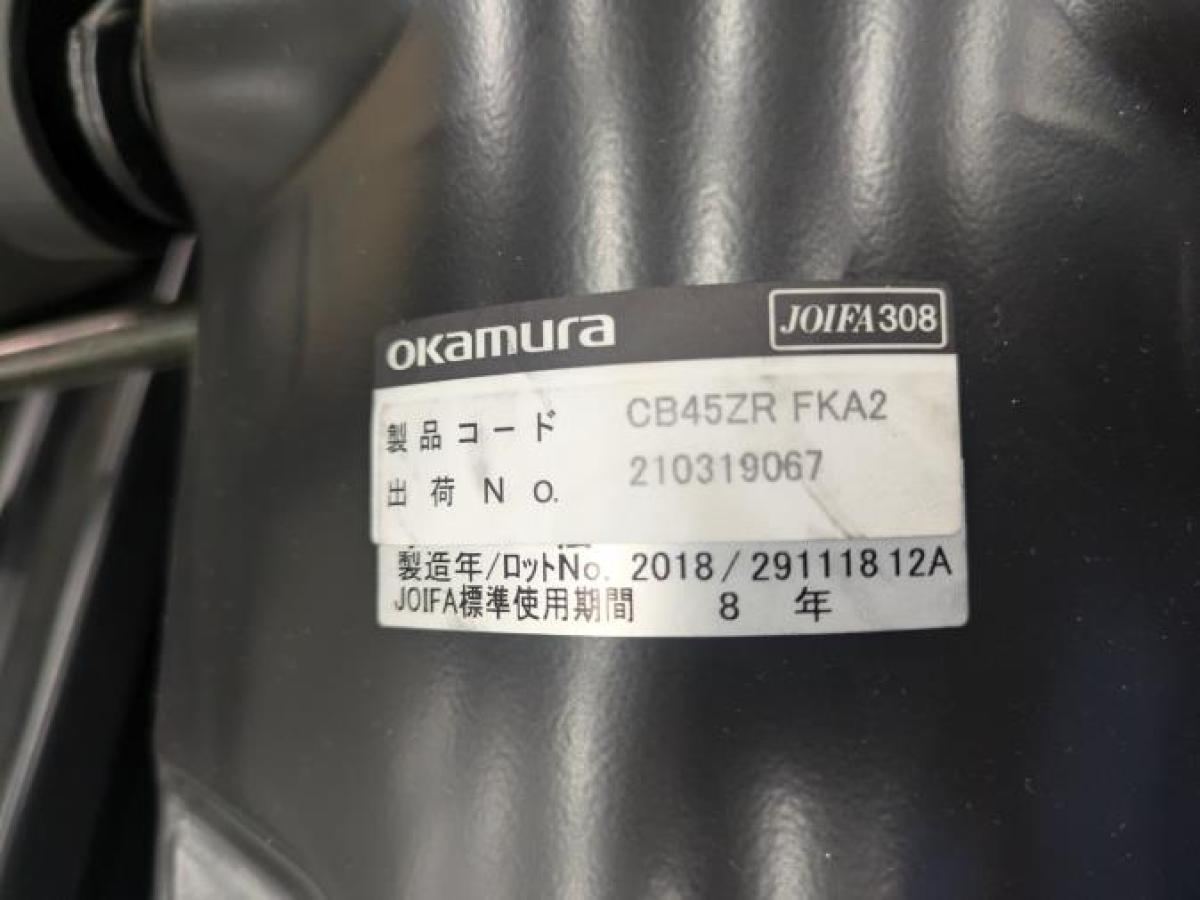 okamura
JOIFA308
製品コード CB45ZR FKA2
出荷No. 210319067
製造年/ロットNo. 2018/29111812A
JOIFA標準使用期間 8 年